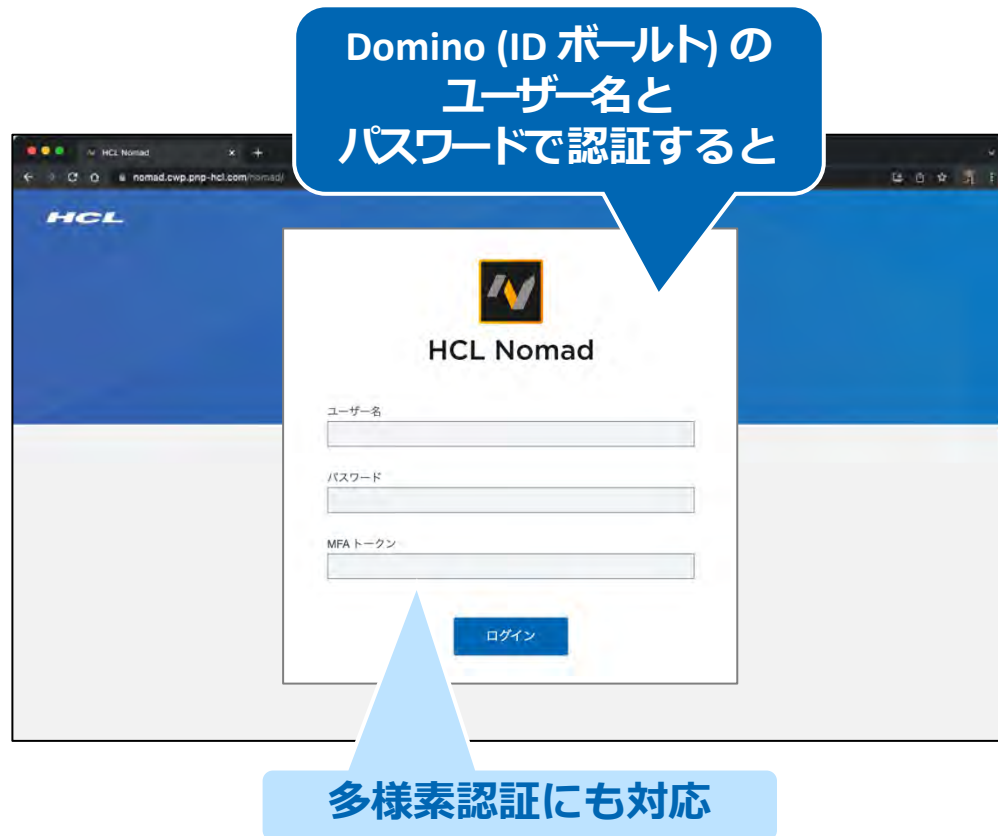 Domino (ID ボールト) の
ユーザー名と
パスワードで認証すると
HCL Nomad
nomad.cwp.pnp-hcl.com/nomad/
HCL
HCL Nomad
ユーザー名
パスワード
MFA トークン
ログイン
多様素認証にも対応